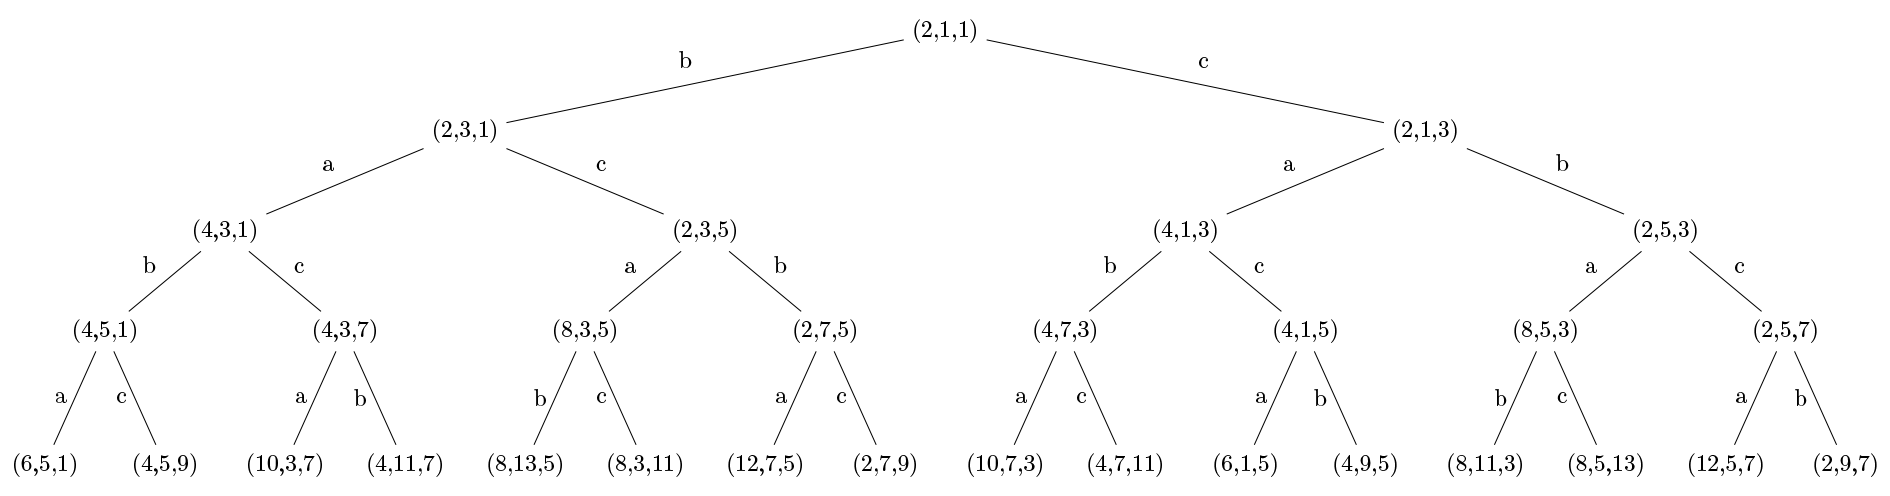 (2,1,1)
b c
(2,3,1) (2,1,3)
a c a b
(4,3,1) (2,3,5) (4,1,3) (2,5,3)
b c a b b c a c
(4,5,1) (4,3,7) (8,3,5) (2,7,5) (4,7,3) (4,1,5) (8,5,3) (2,5,7)
a c a b b c a c a c a b b c a b
(6,5,1) (4,5,9) (10,3,7) (4,11,7) (8,13,5) (8,3,11) (12,7,5) (2,7,9) (10,7,3) (4,7,11) (6,1,5) (4,9,5) (8,11,3) (8,5,13) (12,5,7) (2,9,7)